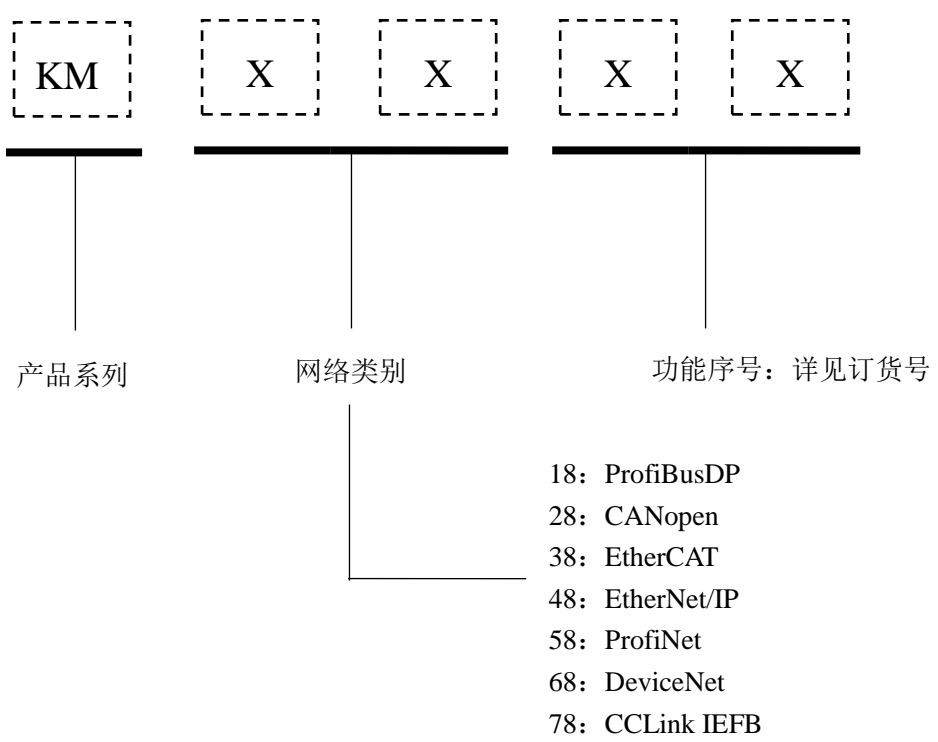 KM X X X X
产品系列 网络类别 功能序号：详见订货号
18：ProfiBusDP
28：CANopen
38：EtherCAT
48：EtherNet/IP
58：ProfiNet
68：DeviceNet
78：CCLink IEFB